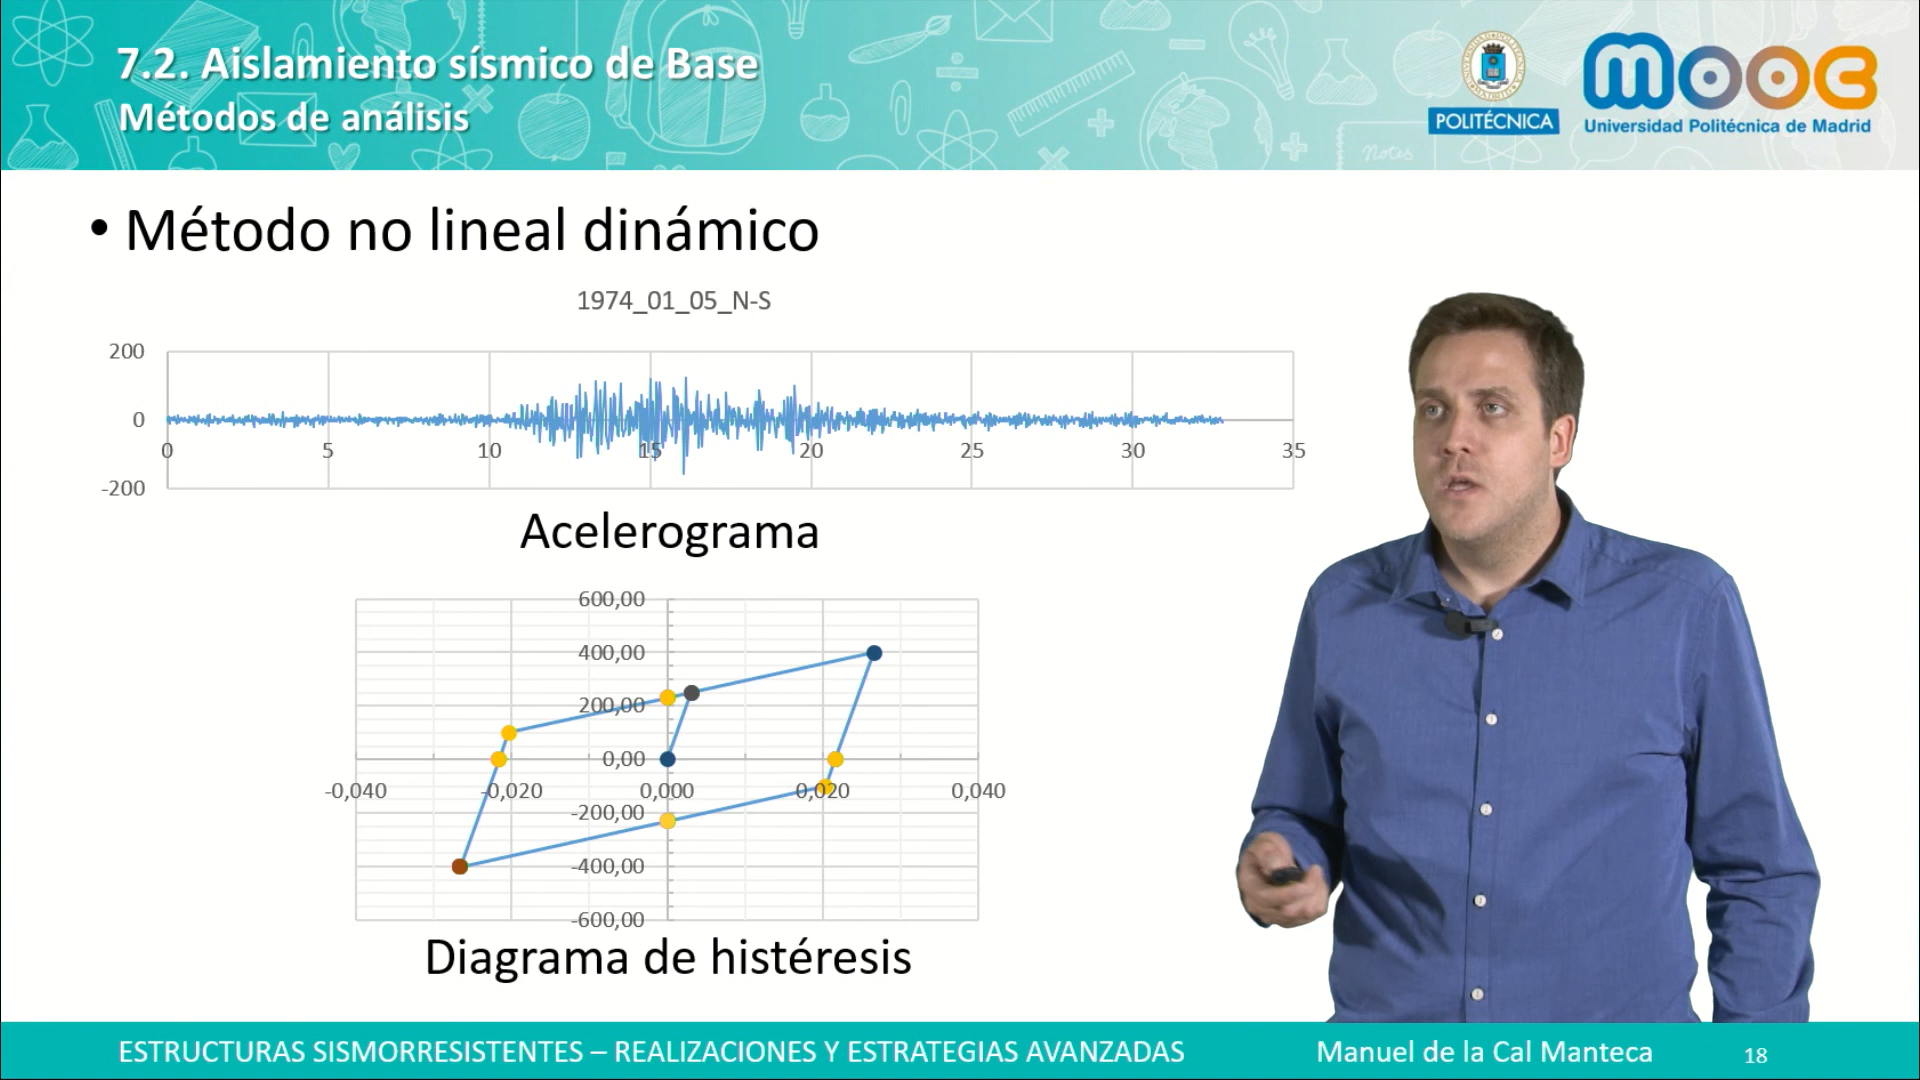 7.2. Aislamiento sísmico de Base
Métodos de análisis
POLITÉCNICA
MOOC
Universidad Politécnica de Madrid
Notes
• Método no lineal dinámico
1974_01_05_N-S
200
0
-200
0 5 10 15 20 25 30 35
Acelerograma
600,00
400,00
200,00
0,00
-0,040 -0,020 0,000 0,020 0,040
-200,00
-400,00
-600,00
Diagrama de histéresis
ESTRUCTURAS SISMORRESISTENTES – REALIZACIONES Y ESTRATEGIAS AVANZADAS
Manuel de la Cal Manteca
18